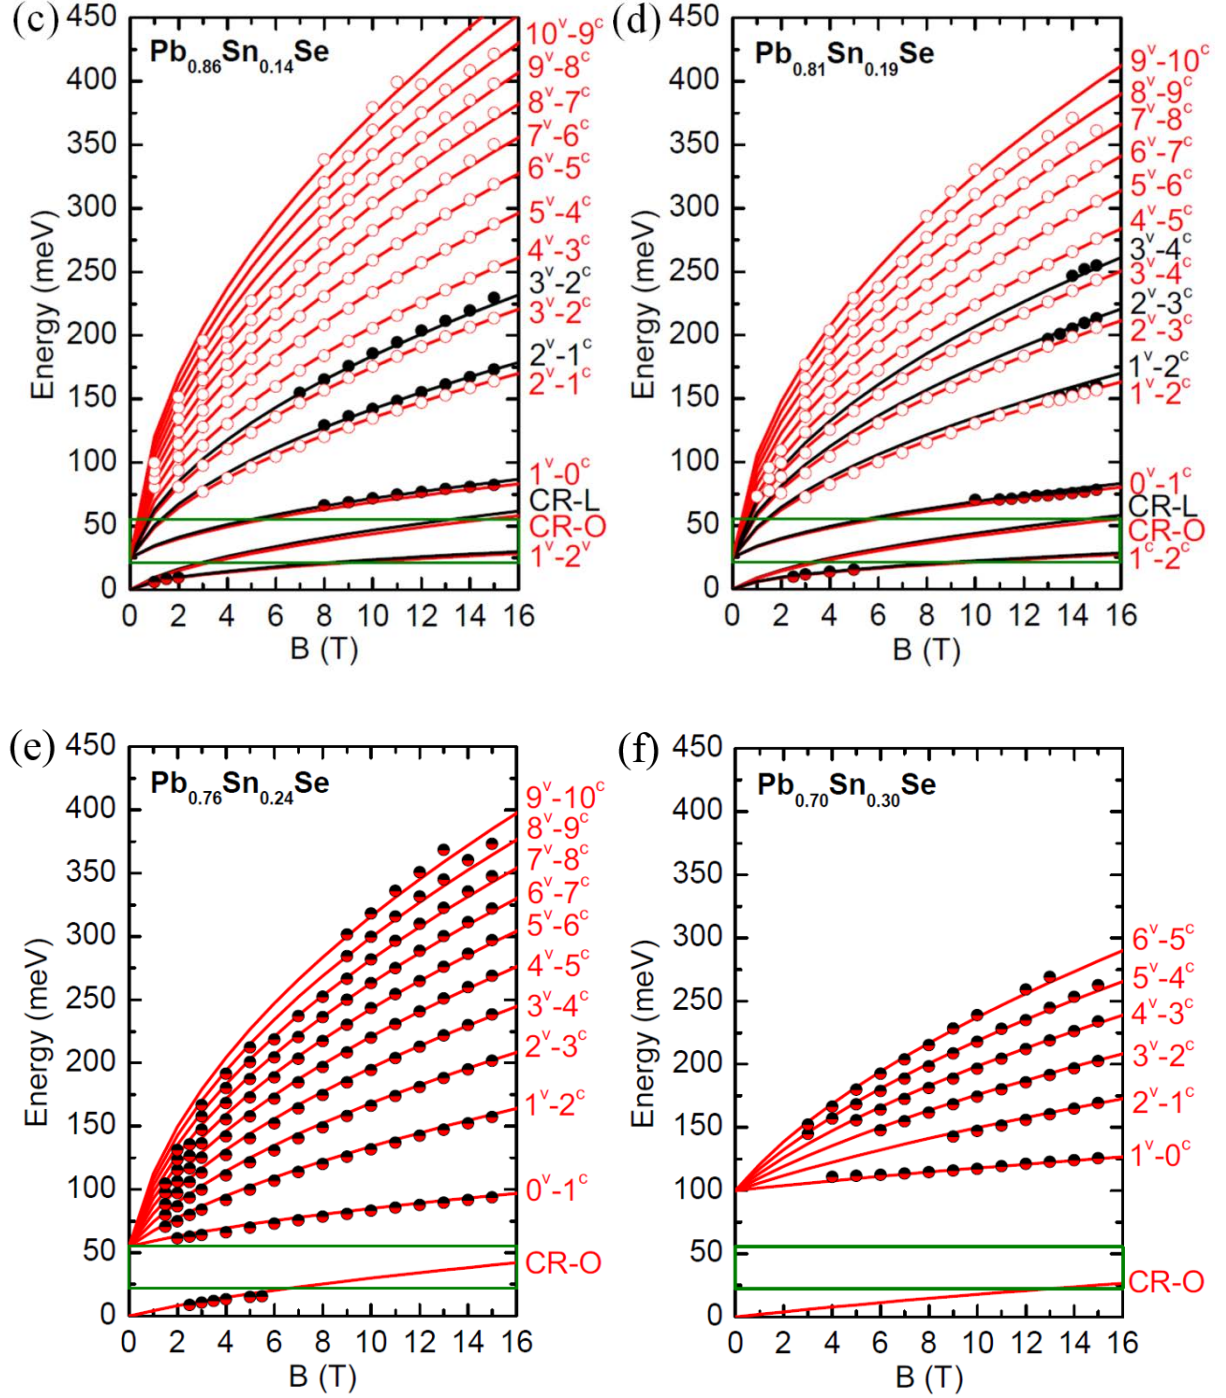 (c)
Pb0.86Sn0.14Se
450
400
350
300
250
200
150
100
50
0
Energy (meV)
0 2 4 6 8 10 12 14 16
B (T)
10ᵛ-9ᶜ
9ᵛ-8ᶜ
8ᵛ-7ᶜ
7ᵛ-6ᶜ
6ᵛ-5ᶜ
5ᵛ-4ᶜ
4ᵛ-3ᶜ
3ᵛ-2ᶜ
3ᵛ-2ᶜ
2ᵛ-1ᶜ
2ᵛ-1ᶜ
1ᵛ-0ᶜ
CR-L
CR-O
1ᵛ-2ᵛ
(d)
Pb0.81Sn0.19Se
450
400
350
300
250
200
150
100
50
0
Energy (meV)
0 2 4 6 8 10 12 14 16
B (T)
9ᵛ-10ᶜ
8ᵛ-9ᶜ
7ᵛ-8ᶜ
6ᵛ-7ᶜ
5ᵛ-6ᶜ
4ᵛ-5ᶜ
3ᵛ-4ᶜ
3ᵛ-4ᶜ
2ᵛ-3ᶜ
2ᵛ-3ᶜ
1ᵛ-2ᶜ
1ᵛ-2ᶜ
0ᵛ-1ᶜ
CR-L
CR-O
1ᶜ-2ᶜ
(e)
Pb0.76Sn0.24Se
450
400
350
300
250
200
150
100
50
0
Energy (meV)
0 2 4 6 8 10 12 14 16
B (T)
9ᵛ-10ᶜ
8ᵛ-9ᶜ
7ᵛ-8ᶜ
6ᵛ-7ᶜ
5ᵛ-6ᶜ
4ᵛ-5ᶜ
3ᵛ-4ᶜ
2ᵛ-3ᶜ
1ᵛ-2ᶜ
0ᵛ-1ᶜ
CR-O
(f)
Pb0.70Sn0.30Se
450
400
350
300
250
200
150
100
50
0
Energy (meV)
0 2 4 6 8 10 12 14 16
B (T)
6ᵛ-5ᶜ
5ᵛ-4ᶜ
4ᵛ-3ᶜ
3ᵛ-2ᶜ
2ᵛ-1ᶜ
1ᵛ-0ᶜ
CR-O